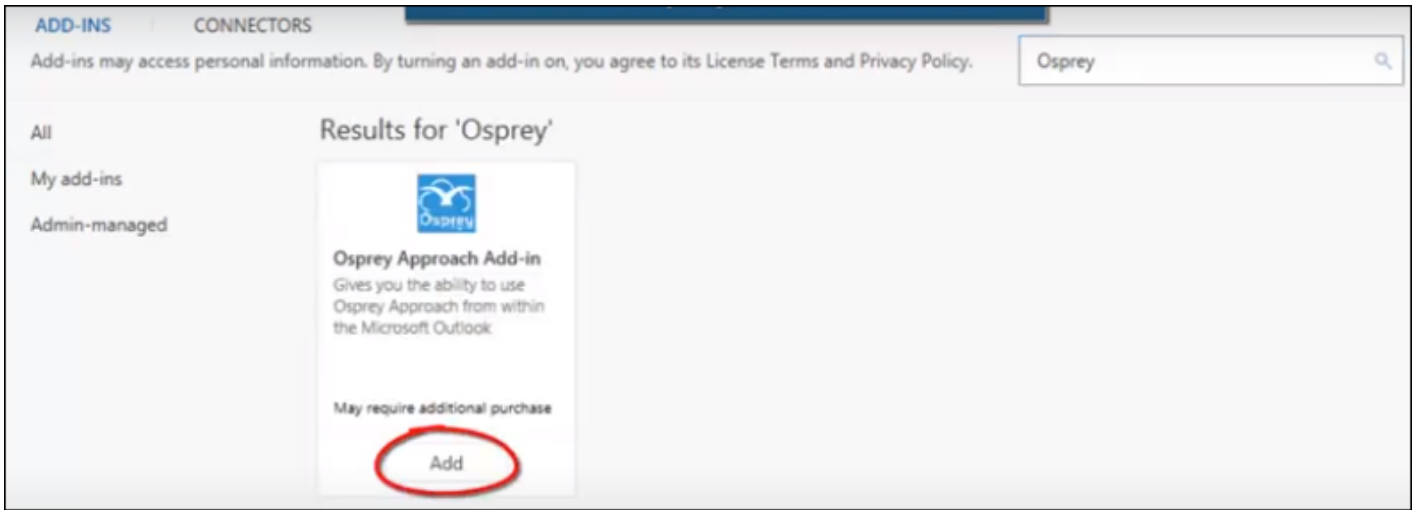 ADD-INS CONNECTORS
Add-ins may access personal information. By turning an add-in on, you agree to its License Terms and Privacy Policy.
Osprey
All
My add-ins
Admin-managed
Results for 'Osprey'
Osprey
Osprey Approach Add-in
Gives you the ability to use
Osprey Approach from within
the Microsoft Outlook
May require additional purchase
Add